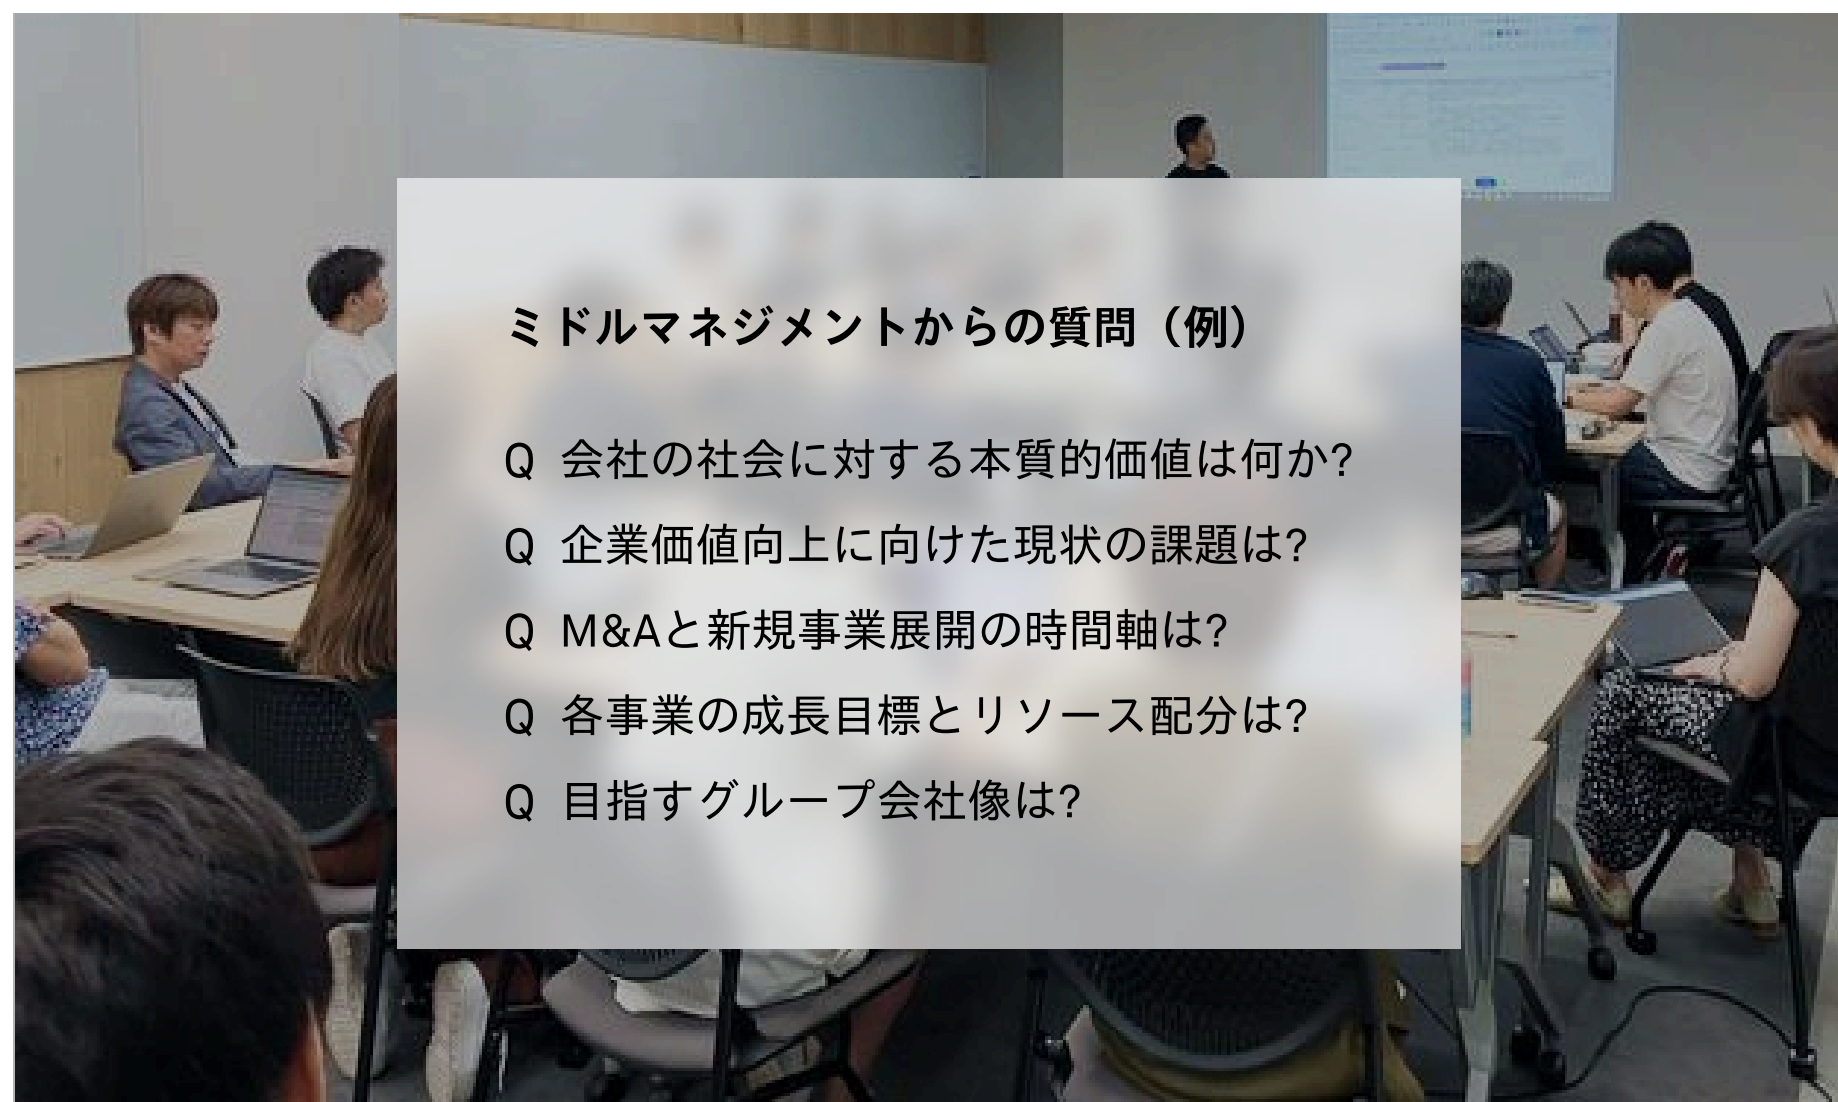 ミドルマネジメントからの質問（例）
Q 会社の社会に対する本質的価値は何か?
Q 企業価値向上に向けた現状の課題は?
Q M&Aと新規事業展開の時間軸は?
Q 各事業の成長目標とリソース配分は?
Q 目指すグループ会社像は?